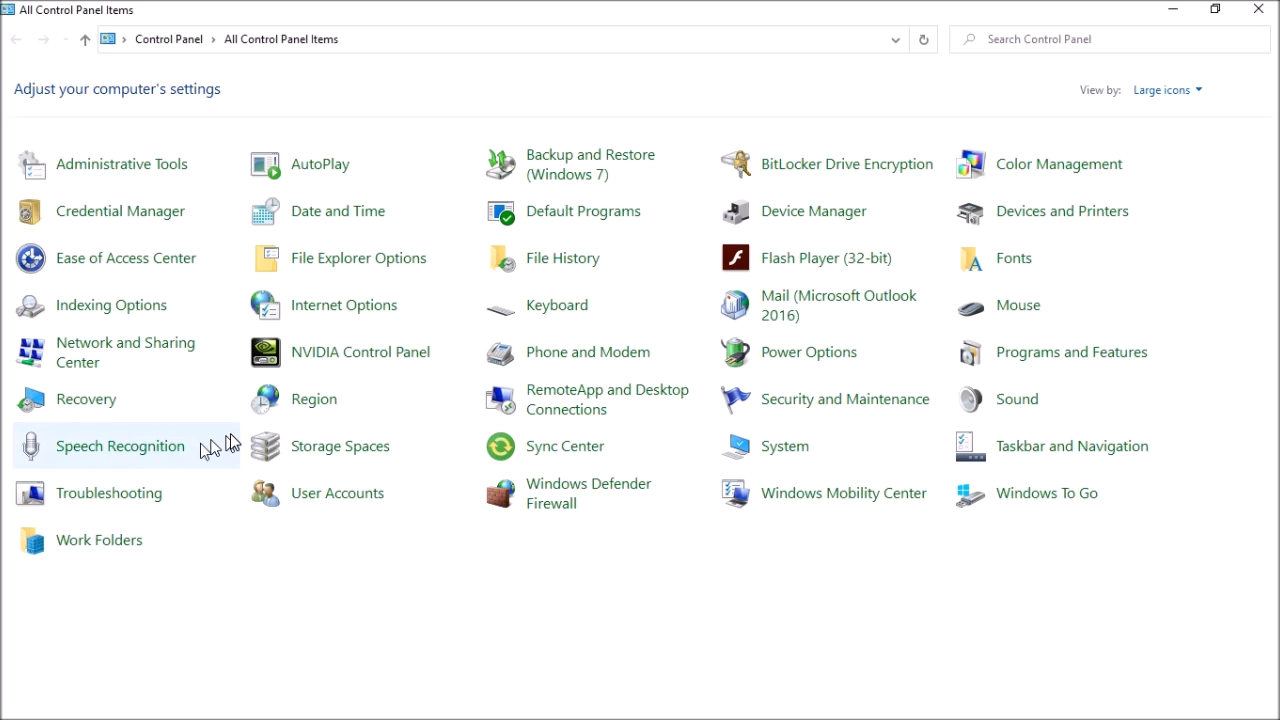 All Control Panel Items
Control Panel › All Control Panel Items
Search Control Panel
Adjust your computer's settings
View by: Large icons
Administrative Tools
AutoPlay
Backup and Restore
(Windows 7)
BitLocker Drive Encryption
Color Management
Credential Manager
Date and Time
Default Programs
Device Manager
Devices and Printers
Ease of Access Center
File Explorer Options
File History
Flash Player (32-bit)
Fonts
Indexing Options
Internet Options
Keyboard
Mail (Microsoft Outlook
2016)
Mouse
Network and Sharing
Center
NVIDIA Control Panel
Phone and Modem
Power Options
Programs and Features
Recovery
Region
RemoteApp and Desktop
Connections
Security and Maintenance
Sound
Speech Recognition
Storage Spaces
Sync Center
System
Taskbar and Navigation
Troubleshooting
User Accounts
Windows Defender
Firewall
Windows Mobility Center
Windows To Go
Work Folders